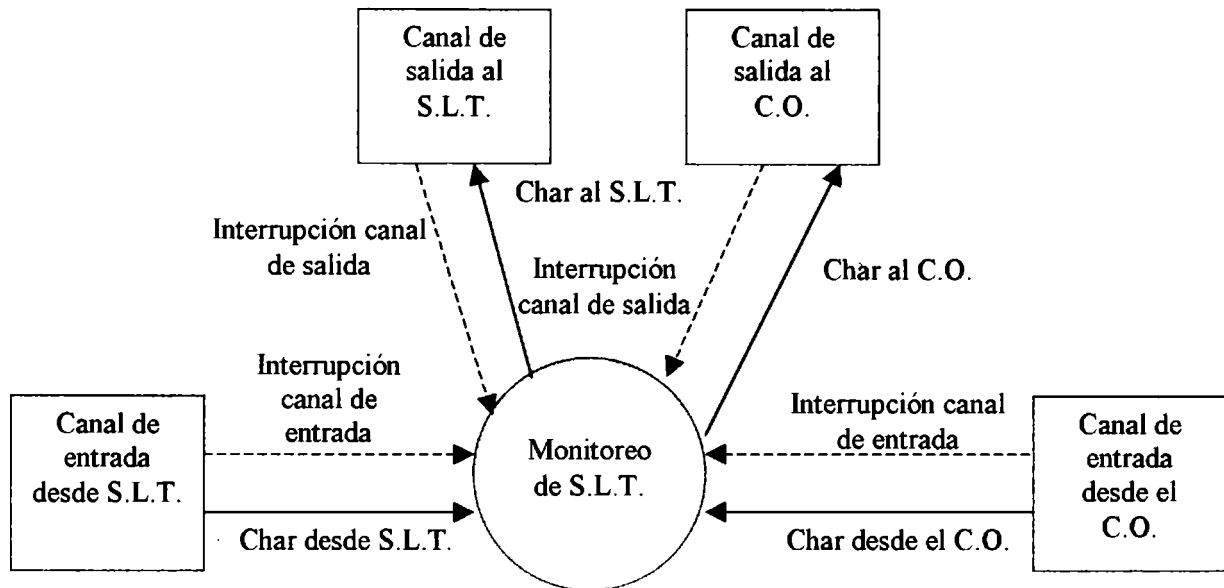 Canal de
salida al
S.L.T.
Canal de
salida al
C.O.
Char al S.L.T.
Interrupción canal
de salida
Interrupción
canal de salida
Char al C.O.
Interrupción
canal de
entrada
Interrupción canal
de entrada
Canal de
entrada
desde S.L.T.
Monitoreo
de S.L.T.
Canal de
entrada
desde el
C.O.
Char desde S.L.T.
Char desde el C.O.